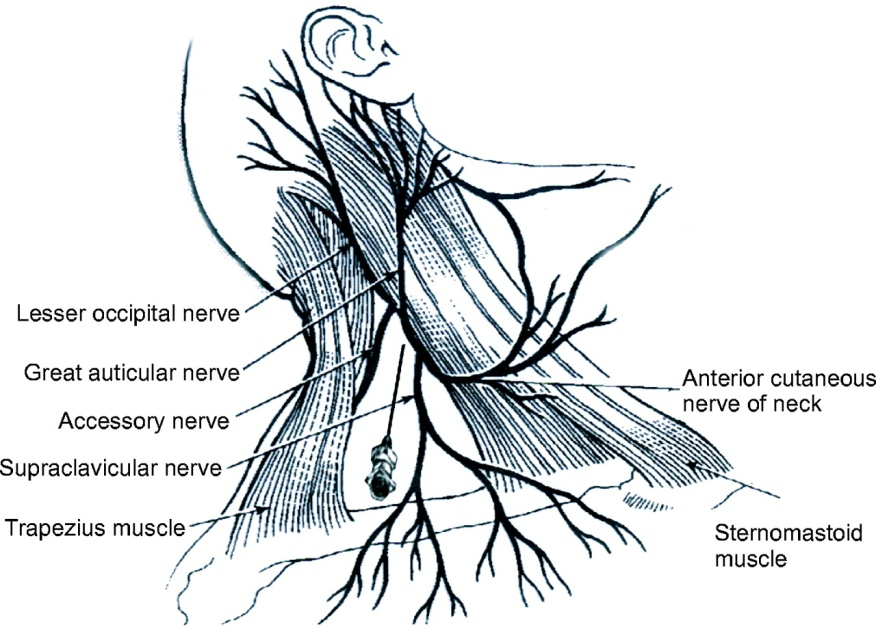 Lesser occipital nerve
Great auticular nerve
Accessory nerve
Supraclavicular nerve
Trapezius muscle
Anterior cutaneous
nerve of neck
Sternomastoid
muscle